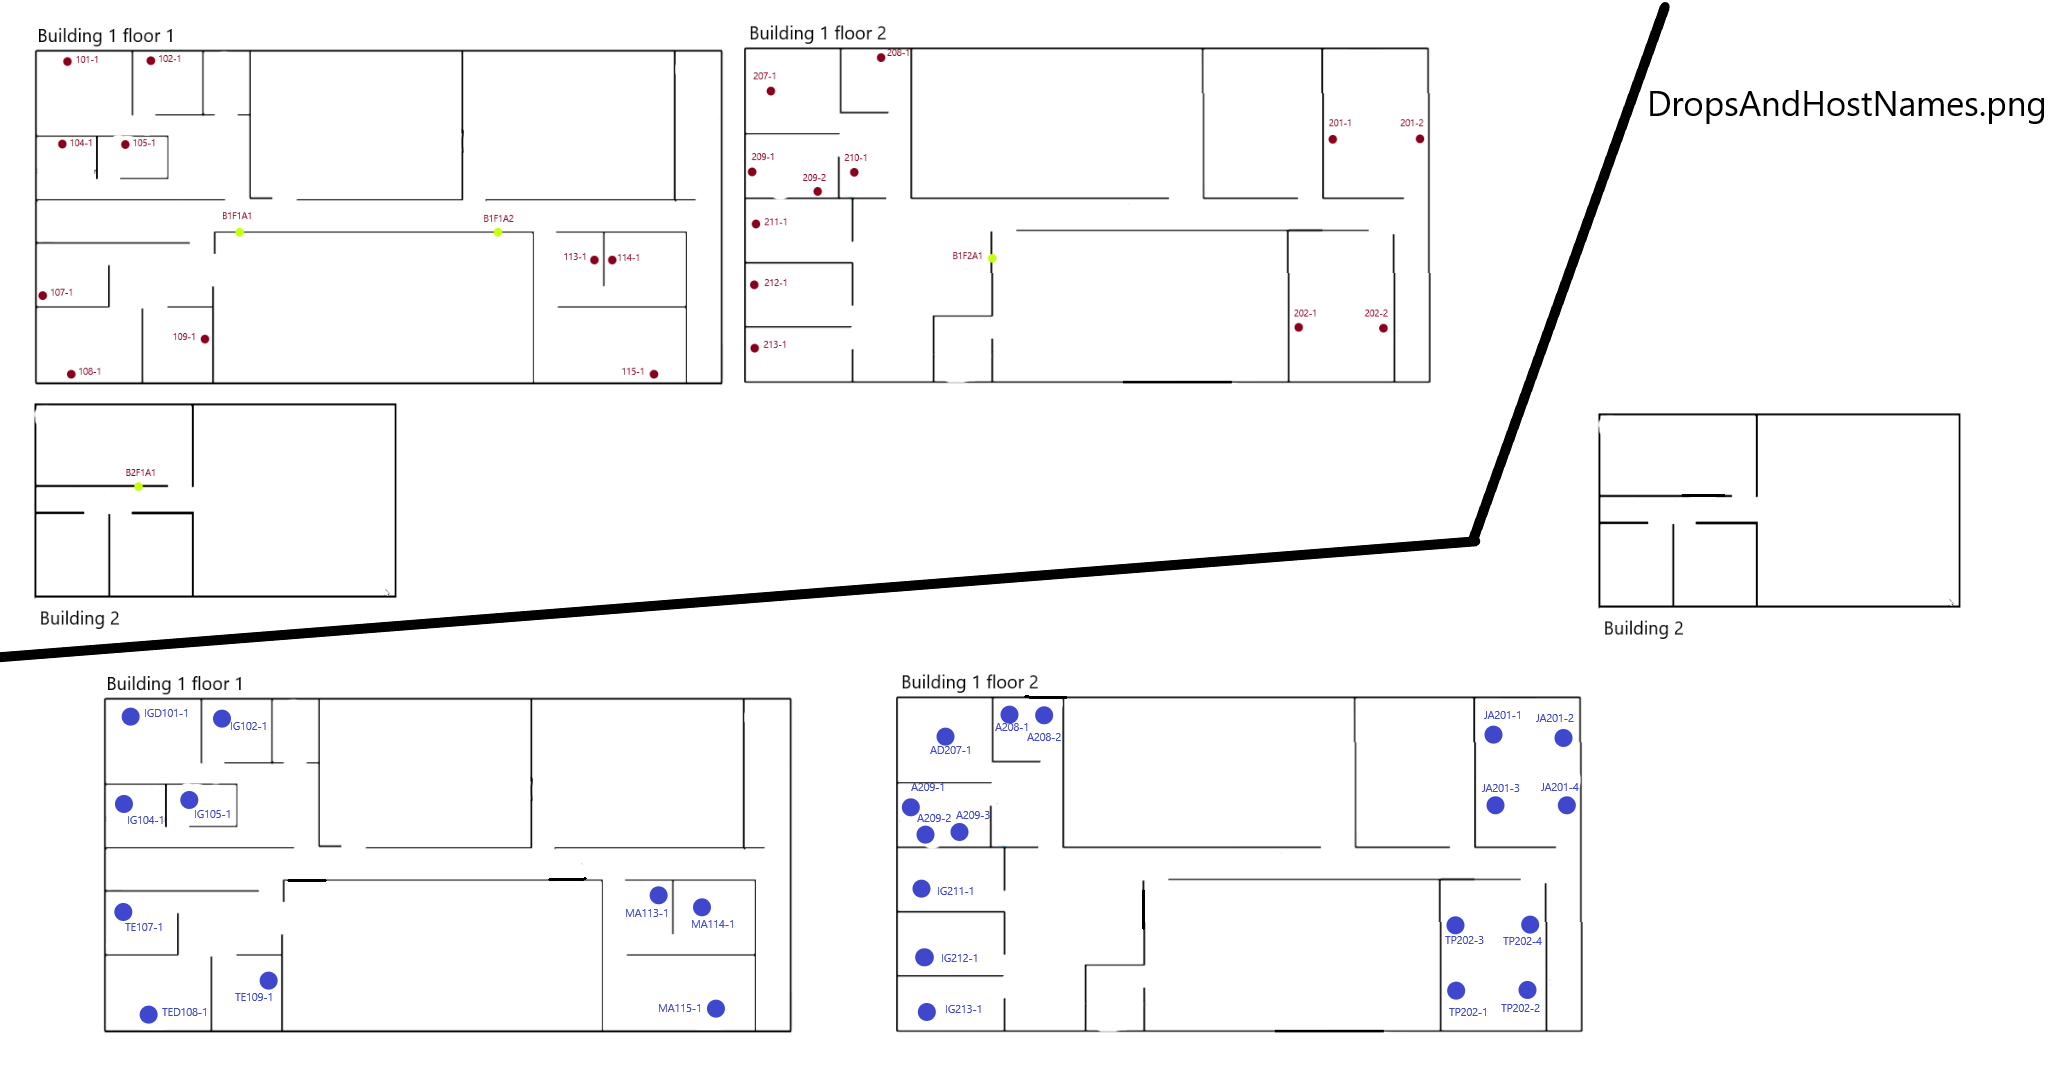 Building 1 floor 1
101-1
102-1
104-1
105-1
B1F1A1
B1F1A2
113-1
114-1
107-1
109-1
108-1
115-1
Building 1 floor 2
208-1
207-1
201-1
201-2
209-1
210-1
209-2
211-1
B1F2A1
212-1
202-1
202-2
213-1
DropsAndHostNames.png
B2F1A1
Building 2
Building 2
Building 1 floor 1
IGD101-1
IG102-1
IG104-1
IG105-1
TE107-1
MA113-1
MA114-1
TE109-1
TED108-1
MA115-1
Building 1 floor 2
A208-1
A208-2
AD207-1
JA201-1
JA201-2
A209-1
JA201-3
JA201-4
A209-2
A209-3
IG211-1
TP202-3
TP202-4
IG212-1
IG213-1
TP202-1
TP202-2